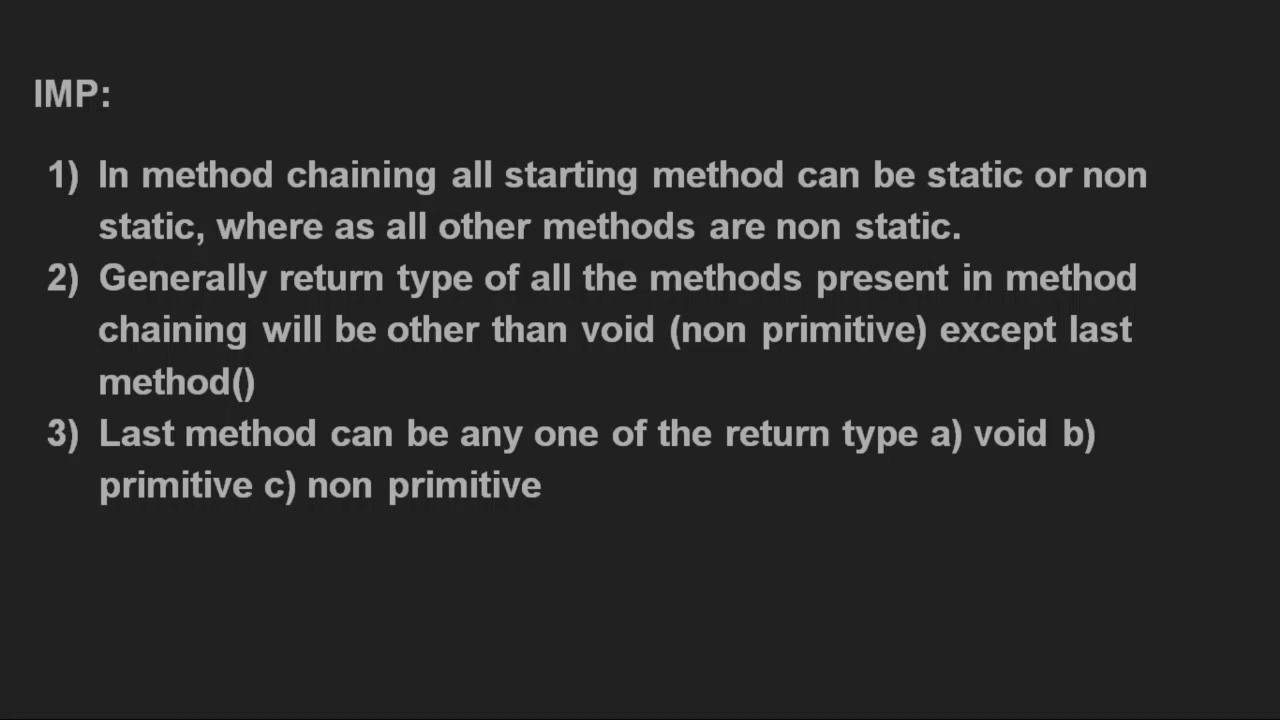 IMP:
1) In method chaining all starting method can be static or non
static, where as all other methods are non static.
2) Generally return type of all the methods present in method
chaining will be other than void (non primitive) except last
method()
3) Last method can be any one of the return type a) void b)
primitive c) non primitive